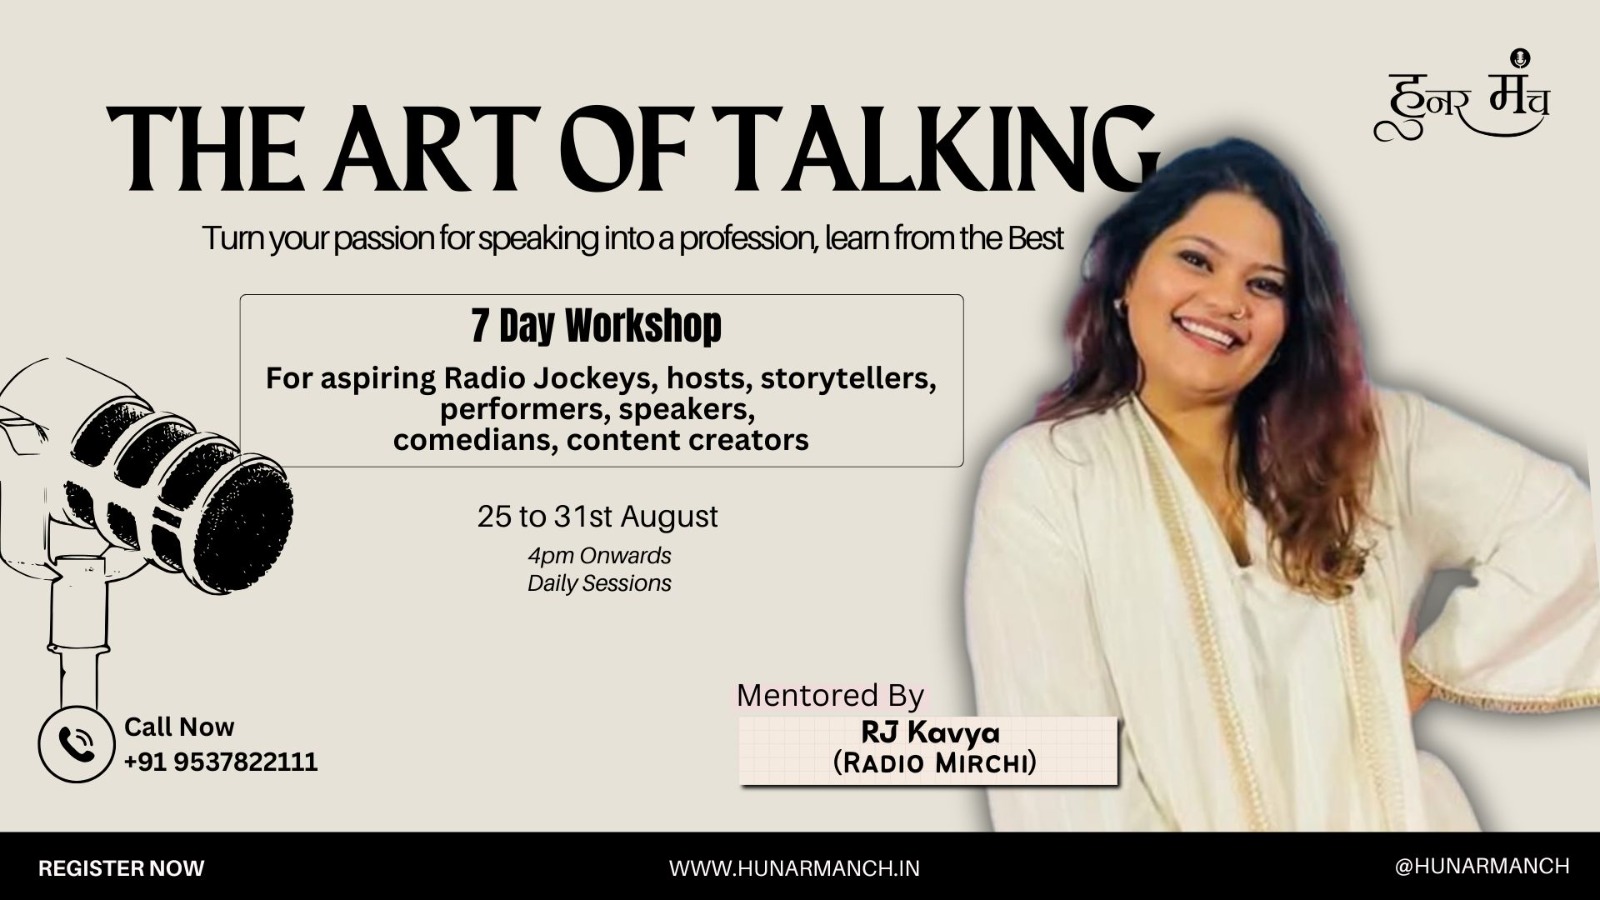 हुनर मंच
THE ART OF TALKING
Turn your passion for speaking into a profession, learn from the Best
7 Day Workshop
For aspiring Radio Jockeys, hosts, storytellers,
performers, speakers,
comedians, content creators
25 to 31st August
4pm Onwards
Daily Sessions
Mentored By
RJ Kavya
(RADIO MIRCHI)
Call Now
+91 9537822111
REGISTER NOW
WWW.HUNARMANCH.IN
@HUNARMANCH